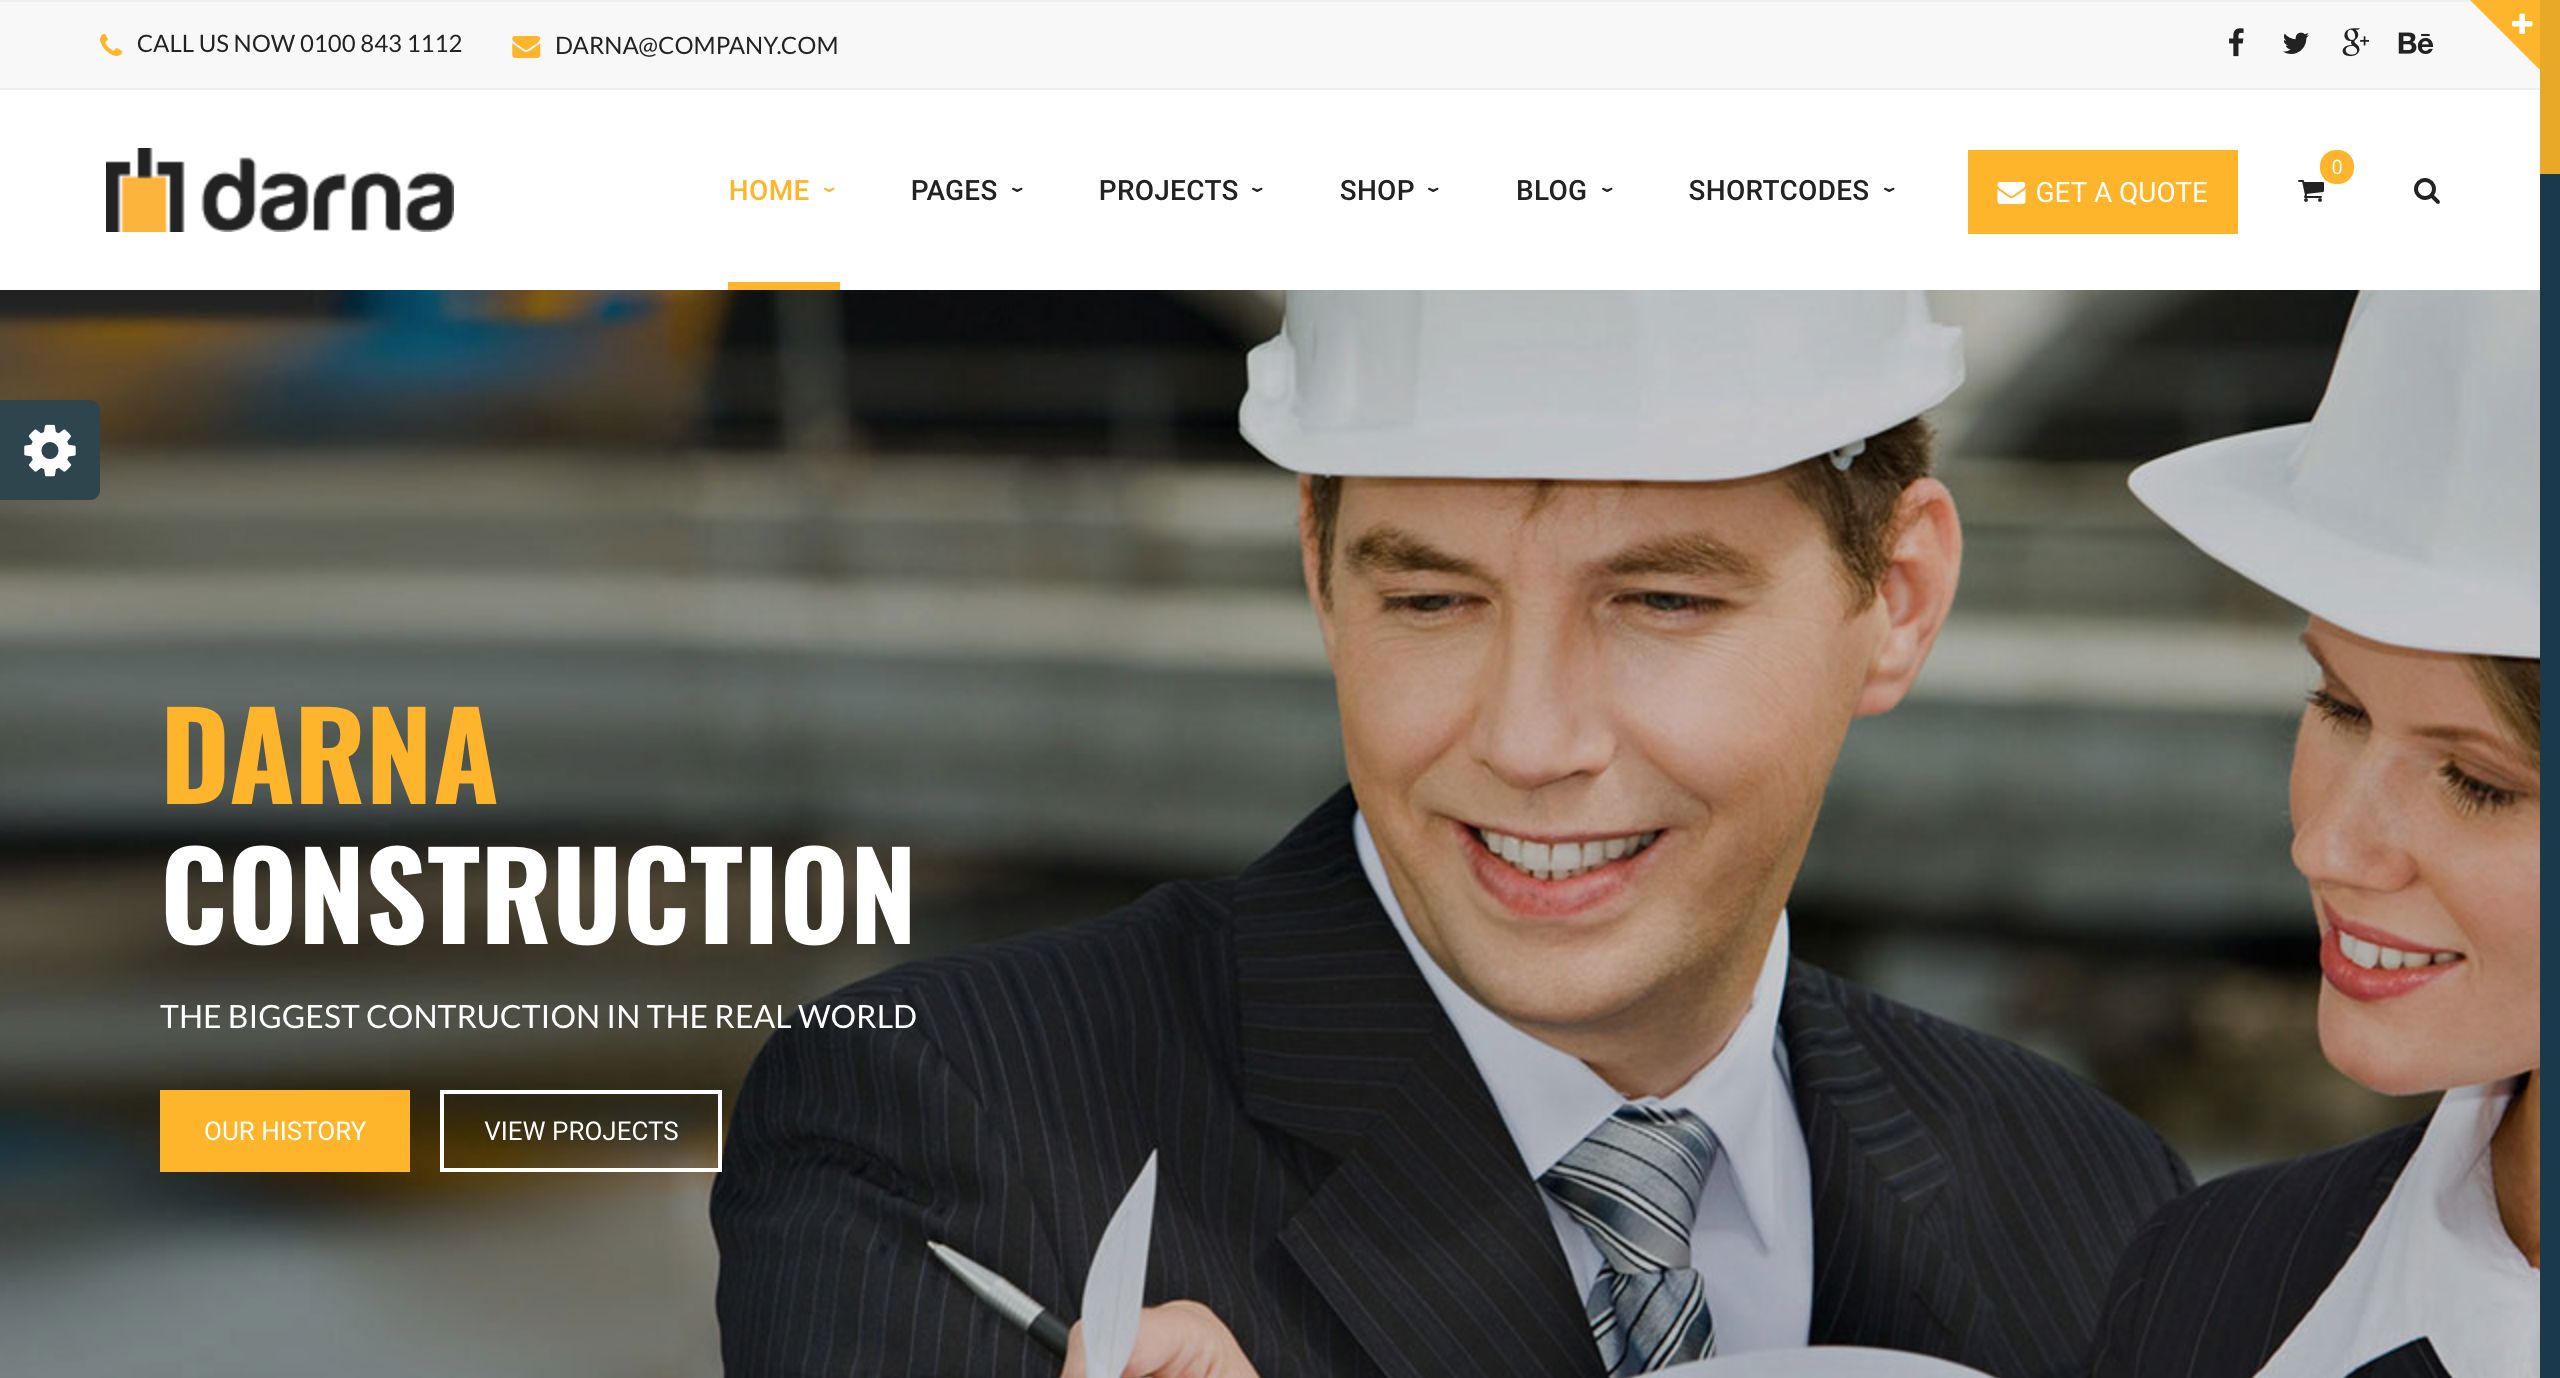 CALL US NOW 0100 843 1112
DARNA@COMPANY.COM
Bē
darna
HOME
PAGES
PROJECTS
SHOP
BLOG
SHORTCODES
GET A QUOTE
0
DARNA
CONSTRUCTION
THE BIGGEST CONTRUCTION IN THE REAL WORLD
OUR HISTORY
VIEW PROJECTS